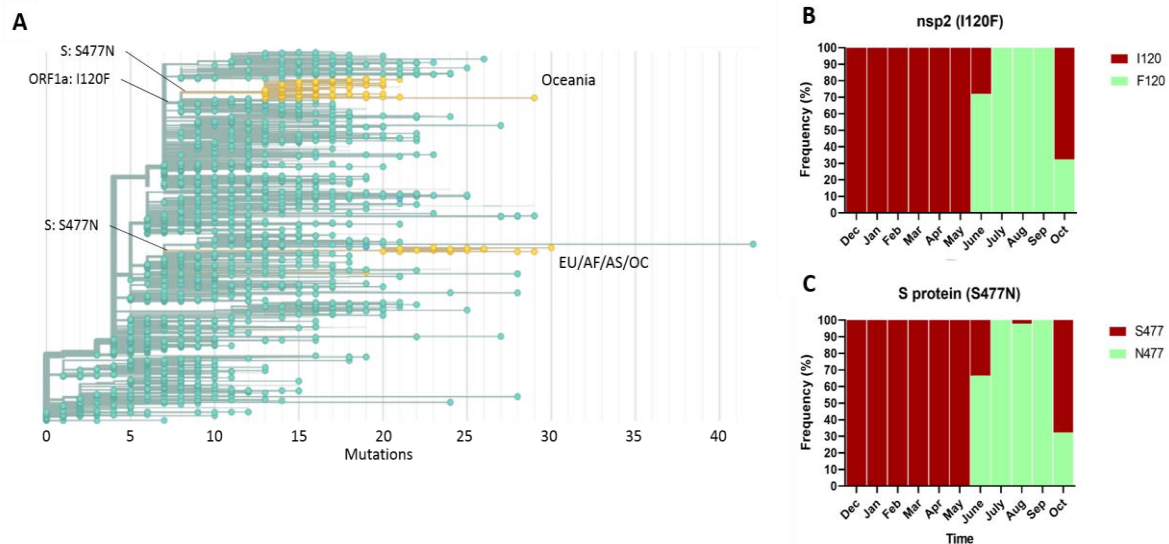 A
S: S477N
ORF1a: I120F
Oceania
S: S477N
EU/AF/AS/OC
0 5 10 15 20 25 30 35 40
Mutations
B
nsp2 (I120F)
I120
F120
Frequency (%)
100
90
80
70
60
50
40
30
20
10
0
Dec Jan Feb Mar Apr May June July Aug Sep Oct
C
S protein (S477N)
S477
N477
Frequency (%)
100
90
80
70
60
50
40
30
20
10
0
Dec Jan Feb Mar Apr May June July Aug Sep Oct
Time